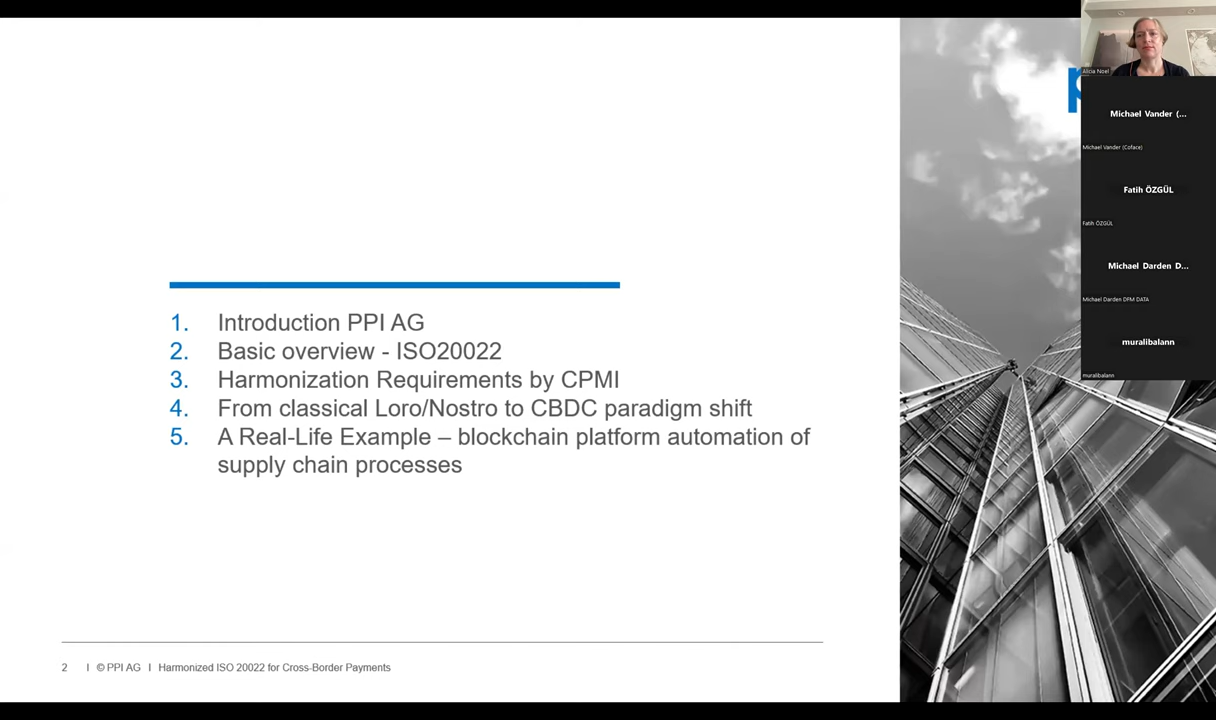 1. Introduction PPI AG
2. Basic overview - ISO20022
3. Harmonization Requirements by CPMI
4. From classical Loro/Nostro to CBDC paradigm shift
5. A Real-Life Example – blockchain platform automation of
supply chain processes
2 I © PPI AG I Harmonized ISO 20022 for Cross-Border Payments
p
Alicia Noel
Michael Vander (...
Michael Vander (Coface)
Fatih ÖZGÜL
Fatih ÖZGÜL
Michael Darden D...
Michael Darden DFM DATA
muralibalann
muralibalann